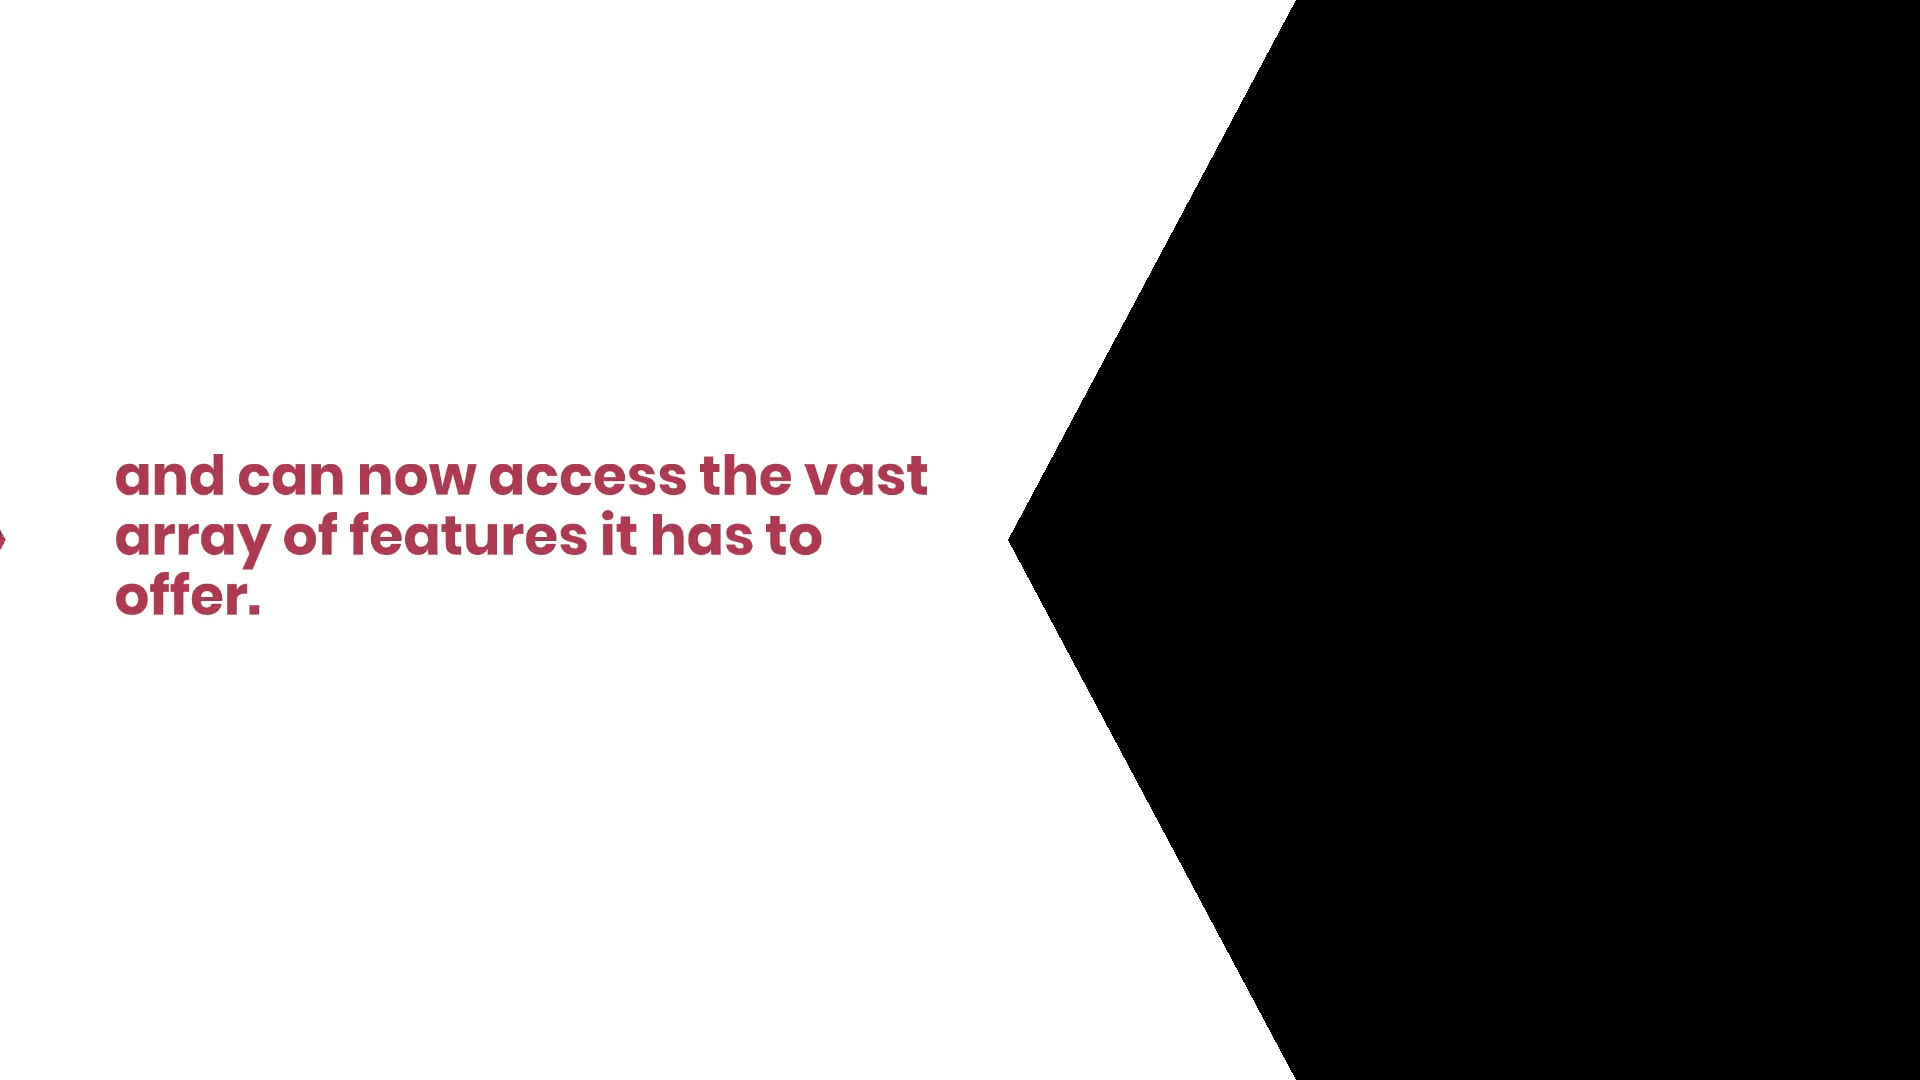 and can now access the vast
array of features it has to
offer.